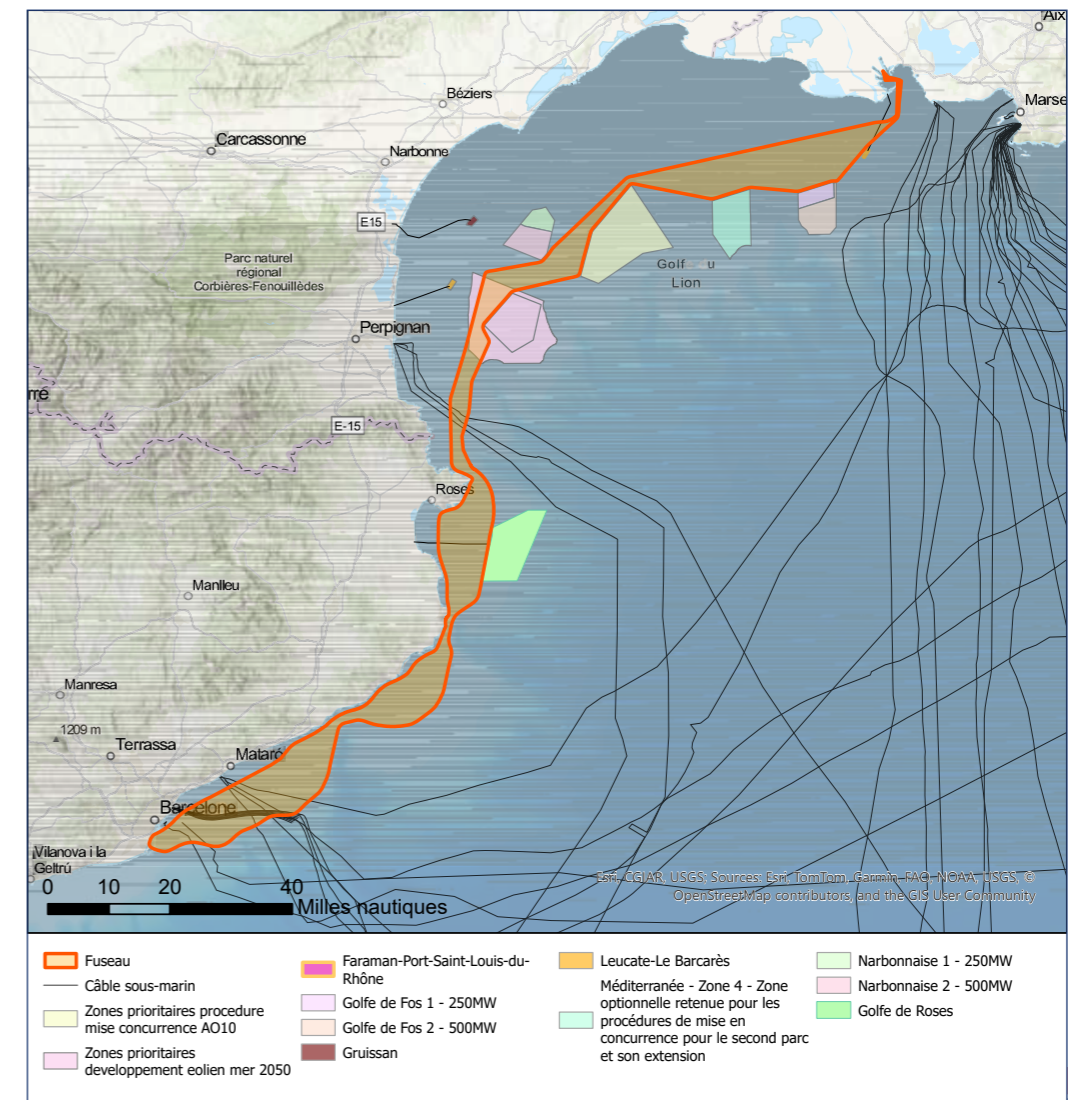 Aix
Béziers
Marse
Carcassonne
Narbonne
E15
Parc naturel
régional
Corbières-Fenouillèdes
Golf u
Lion
Perpignan
E-15
Roses
Manlleu
Manresa
1209 m
Terrassa
Mataró
Barcelone
Vilanova i la
Geltrú
0 10 20 40
Milles nautiques
Esri, CGIAR, USGS; Sources: Esri, TomTom, Garmin, FAO, NOAA, USGS, ©
OpenStreetMap contributors, and the GIS User Community
Fuseau
Câble sous-marin
Zones prioritaires procedure
mise concurrence AO10
Zones prioritaires
developpement eolien mer 2050
Faraman-Port-Saint-Louis-du-
Rhône
Golfe de Fos 1 - 250MW
Golfe de Fos 2 - 500MW
Gruissan
Leucate-Le Barcarès
Méditerranée - Zone 4 - Zone
optionnelle retenue pour les
procédures de mise en
concurrence pour le second parc
et son extension
Narbonnaise 1 - 250MW
Narbonnaise 2 - 500MW
Golfe de Roses